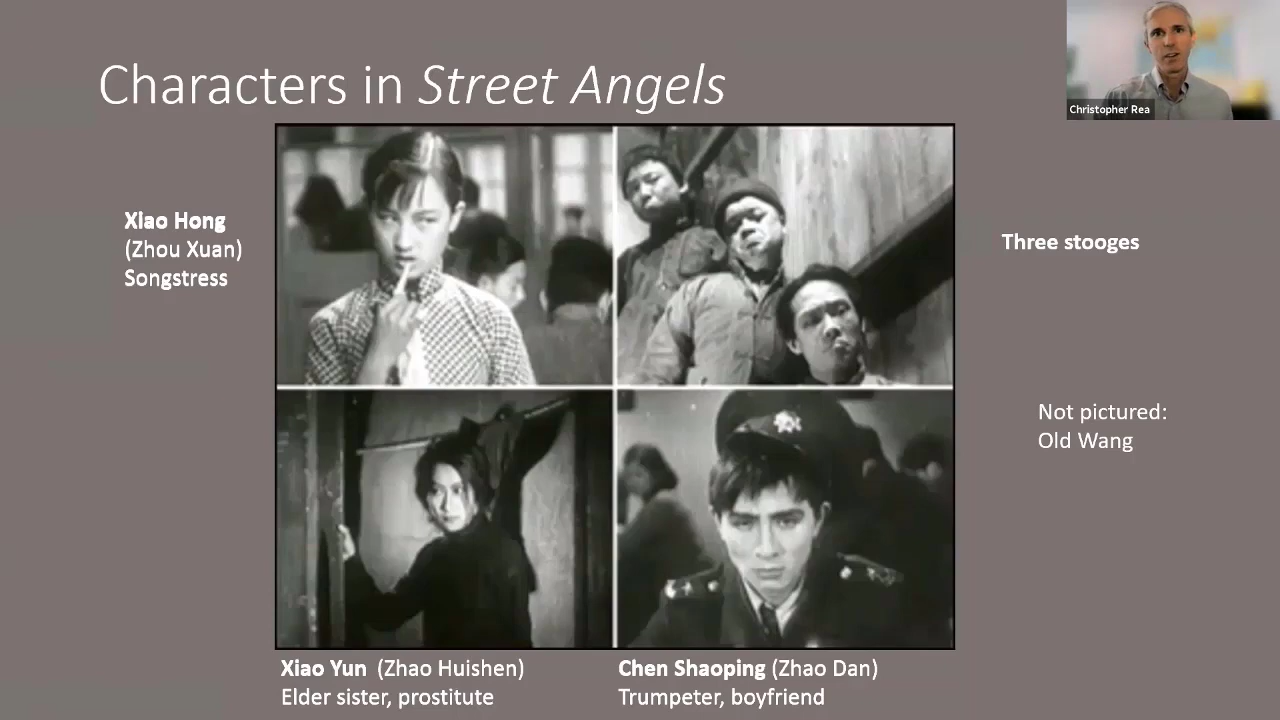 Characters in Street Angels
Christopher Rea
Xiao Hong
(Zhou Xuan)
Songstress
Three stooges
Not pictured:
Old Wang
Xiao Yun (Zhao Huishen)
Elder sister, prostitute
Chen Shaoping (Zhao Dan)
Trumpeter, boyfriend